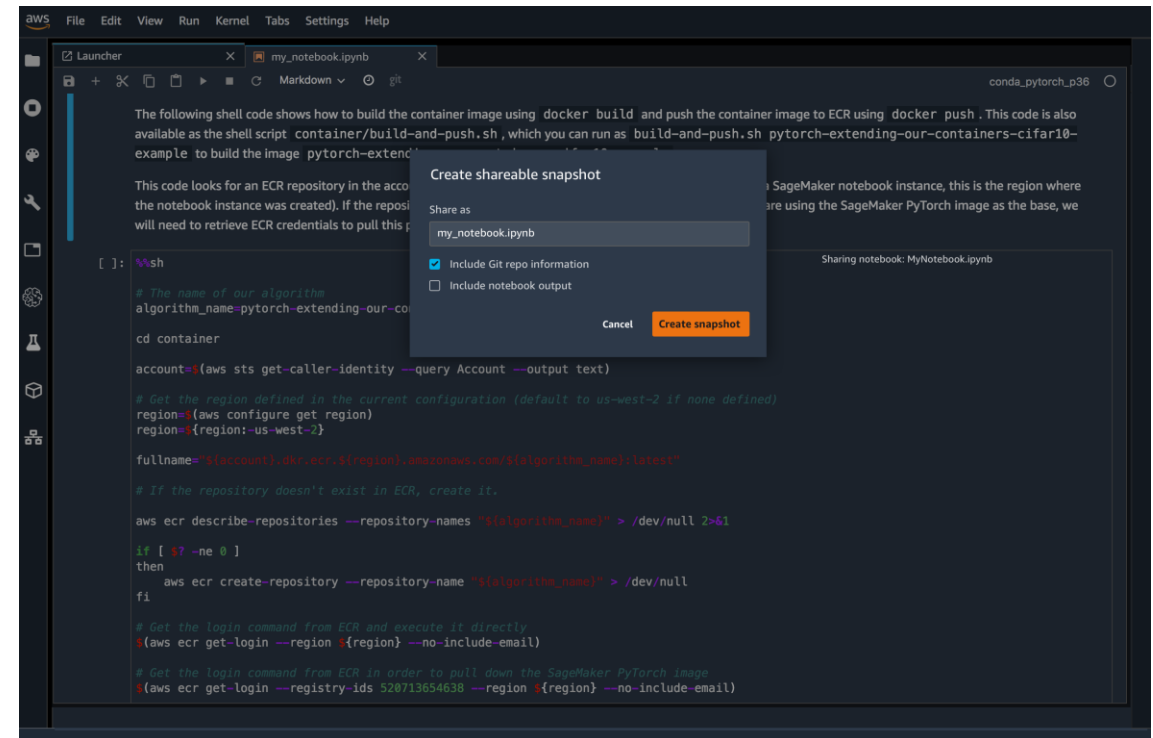 aws File Edit View Run Kernel Tabs Settings Help
Launcher my_notebook.ipynb
Markdown git conda_pytorch_p36
The following shell code shows how to build the container image using docker build and push the container image to ECR using docker push . This code is also
available as the shell script container/build-and-push.sh , which you can run as build-and-push.sh pytorch-extending-our-containers-cifar10-
example to build the image pytorch-extend
This code looks for an ECR repository in the acco SageMaker notebook instance, this is the region where
the notebook instance was created). If the reposi are using the SageMaker PyTorch image as the base, we
will need to retrieve ECR credentials to pull this p
Create shareable snapshot
Share as
my_notebook.ipynb
Include Git repo information
Include notebook output
Cancel Create snapshot
Sharing notebook: MyNotebook.ipynb
[ ]: %%sh
# The name of our algorithm
algorithm_name=pytorch-extending-our-co
cd container
account=$(aws sts get-caller-identity --query Account --output text)
# Get the region defined in the current configuration (default to us-west-2 if none defined)
region=$(aws configure get region)
region=${region:-us-west-2}
fullname="${account}.dkr.ecr.${region}.amazonaws.com/${algorithm_name}:latest"
# If the repository doesn't exist in ECR, create it.
aws ecr describe-repositories --repository-names "${algorithm_name}" > /dev/null 2>&1
if [ $? -ne 0 ]
then
aws ecr create-repository --repository-name "${algorithm_name}" > /dev/null
fi
# Get the login command from ECR and execute it directly
$(aws ecr get-login --region ${region} --no-include-email)
# Get the login command from ECR in order to pull down the SageMaker PyTorch image
$(aws ecr get-login --registry-ids 520713654638 --region ${region} --no-include-email)